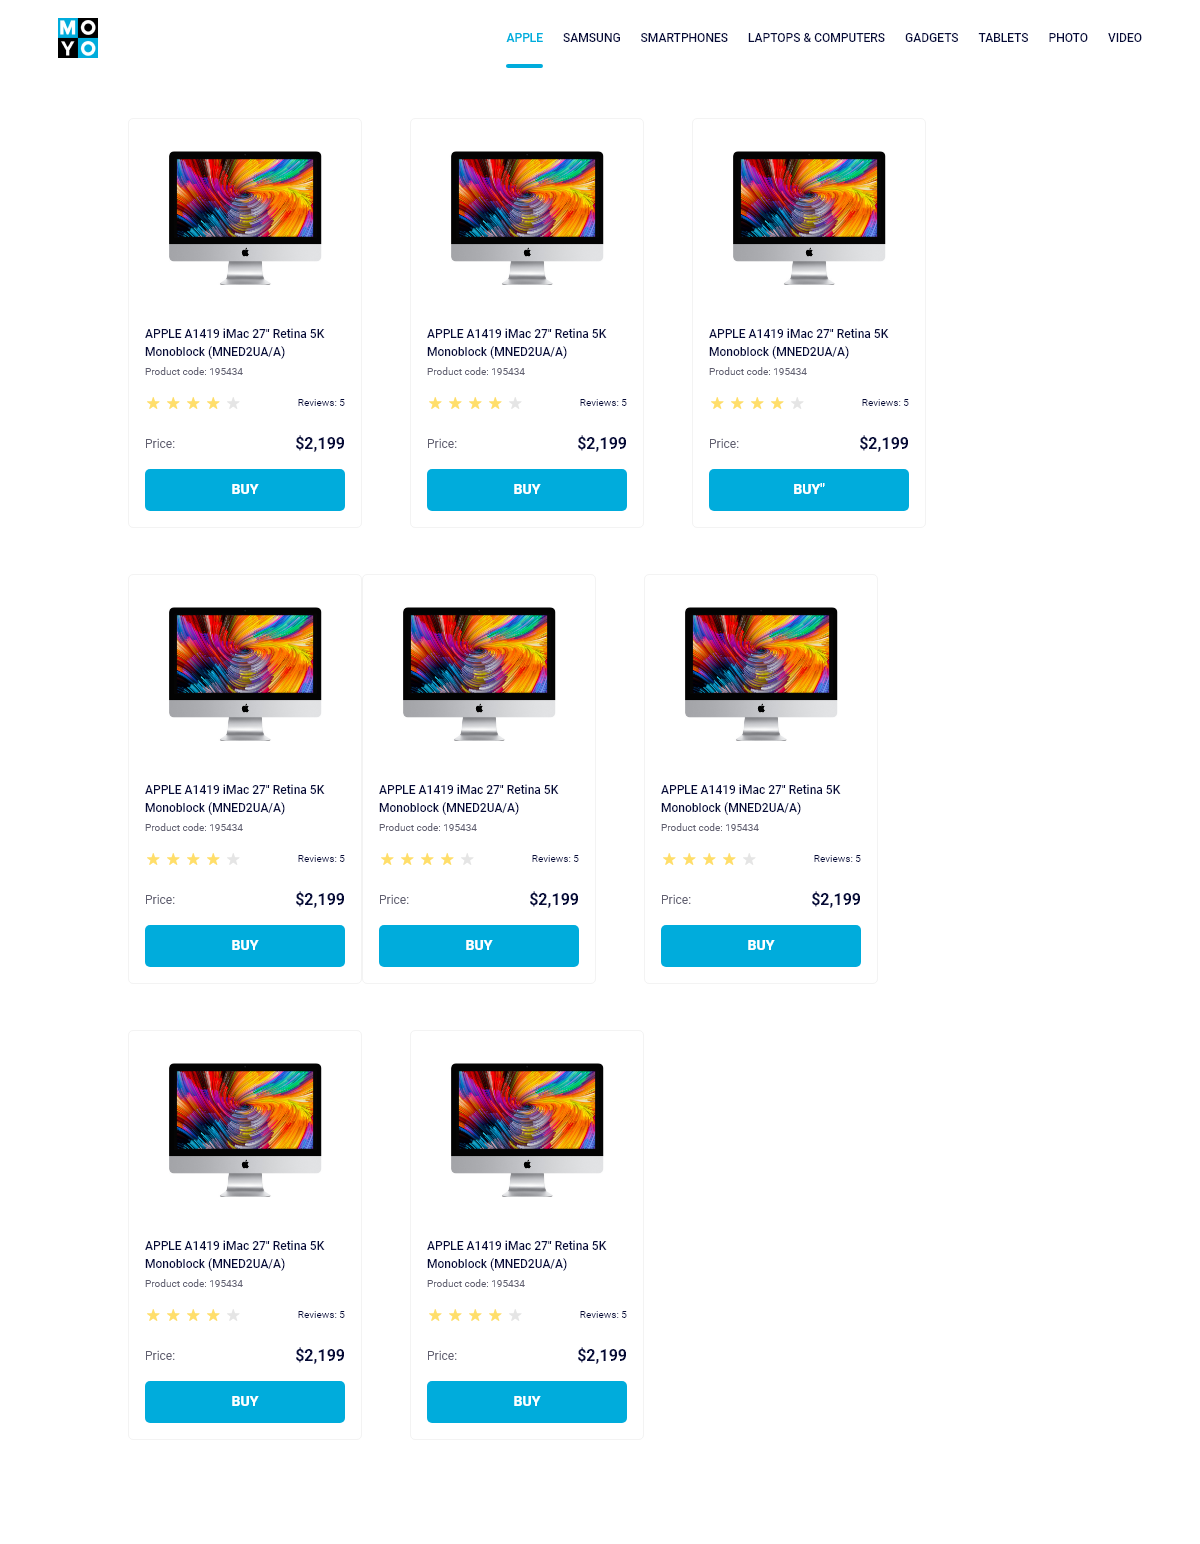 MO
YO
APPLE SAMSUNG SMARTPHONES LAPTOPS & COMPUTERS GADGETS TABLETS PHOTO VIDEO
APPLE A1419 iMac 27" Retina 5K
Monoblock (MNED2UA/A)
Product code: 195434
Reviews: 5
Price: $2,199
BUY
APPLE A1419 iMac 27" Retina 5K
Monoblock (MNED2UA/A)
Product code: 195434
Reviews: 5
Price: $2,199
BUY
APPLE A1419 iMac 27" Retina 5K
Monoblock (MNED2UA/A)
Product code: 195434
Reviews: 5
Price: $2,199
BUY"
APPLE A1419 iMac 27" Retina 5K
Monoblock (MNED2UA/A)
Product code: 195434
Reviews: 5
Price: $2,199
BUY
APPLE A1419 iMac 27" Retina 5K
Monoblock (MNED2UA/A)
Product code: 195434
Reviews: 5
Price: $2,199
BUY
APPLE A1419 iMac 27" Retina 5K
Monoblock (MNED2UA/A)
Product code: 195434
Reviews: 5
Price: $2,199
BUY
APPLE A1419 iMac 27" Retina 5K
Monoblock (MNED2UA/A)
Product code: 195434
Reviews: 5
Price: $2,199
BUY
APPLE A1419 iMac 27" Retina 5K
Monoblock (MNED2UA/A)
Product code: 195434
Reviews: 5
Price: $2,199
BUY